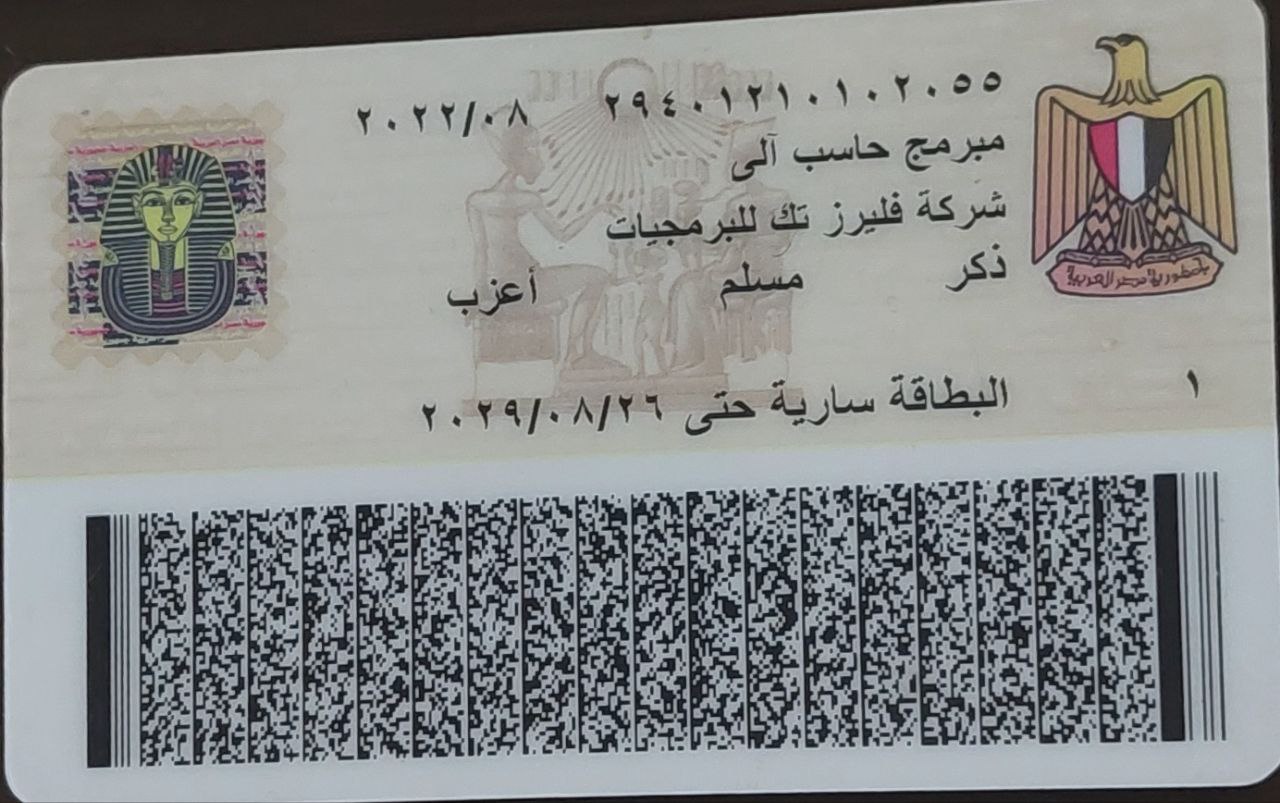 ٢٩٤٠١٢١٠١٠٢٠٥٥ ٢٠٢٢/٠٨
مبرمج حاسب آلى
شركة فليرز تك للبرمجيات
ذكر مسلم أعزب
١ البطاقة سارية حتى ٢٠٢٩/٠٨/٢٦
جمهورية مصر العربية